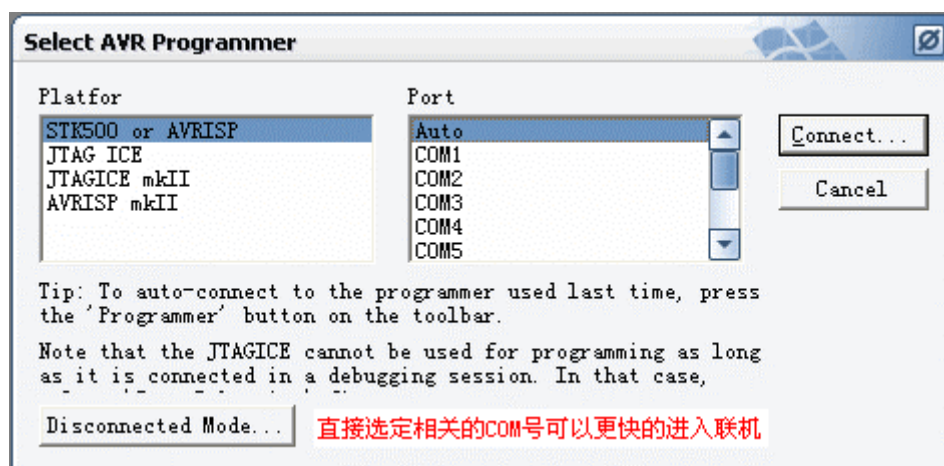 Select AVR Programmer
Platfor
Port
STK500 or AVRISP
JTAG ICE
JTAGICE mkII
AVRISP mkII
Auto
COM1
COM2
COM3
COM4
COM5
Connect...
Cancel
Tip: To auto-connect to the programmer used last time, press
the 'Programmer' button on the toolbar.
Note that the JTAGICE cannot be used for programming as long
as it is connected in a debugging session. In that case,
Disconnected Mode...
直接选定相关的COM号可以更快的进入联机